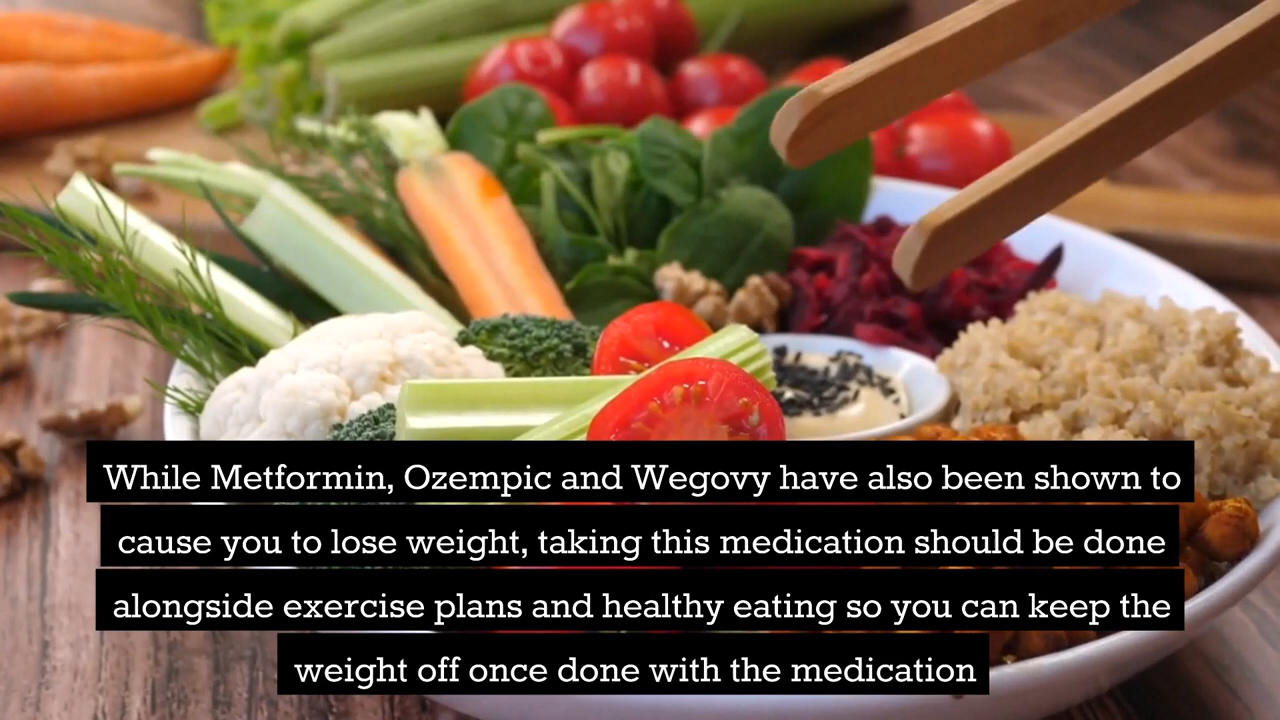 While Metformin, Ozempic and Wegovy have also been shown to
cause you to lose weight, taking this medication should be done
alongside exercise plans and healthy eating so you can keep the
weight off once done with the medication